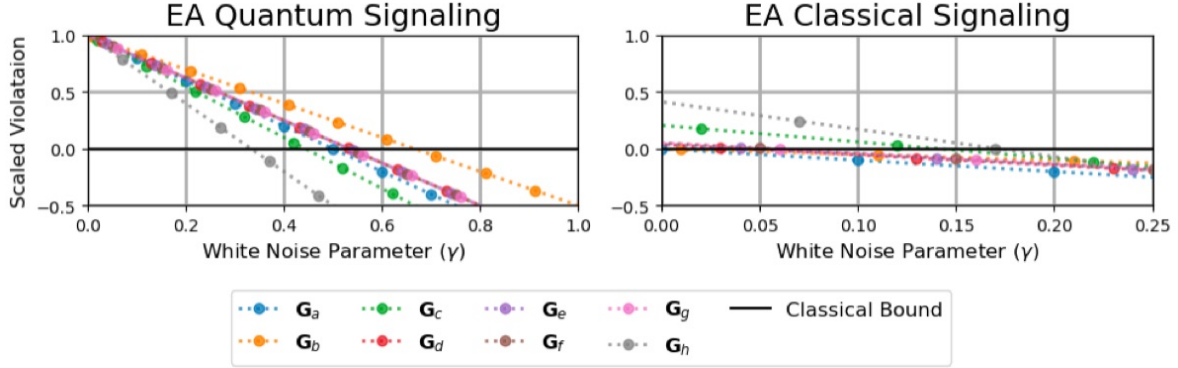 EA Quantum Signaling
EA Classical Signaling
Scaled Violataion
1.0
0.5
0.0
−0.5
0.0 0.2 0.4 0.6 0.8 1.0
White Noise Parameter (γ)
1.0
0.5
0.0
−0.5
0.00 0.05 0.10 0.15 0.20 0.25
White Noise Parameter (γ)
G_a G_c G_e G_g Classical Bound
G_b G_d G_f G_h